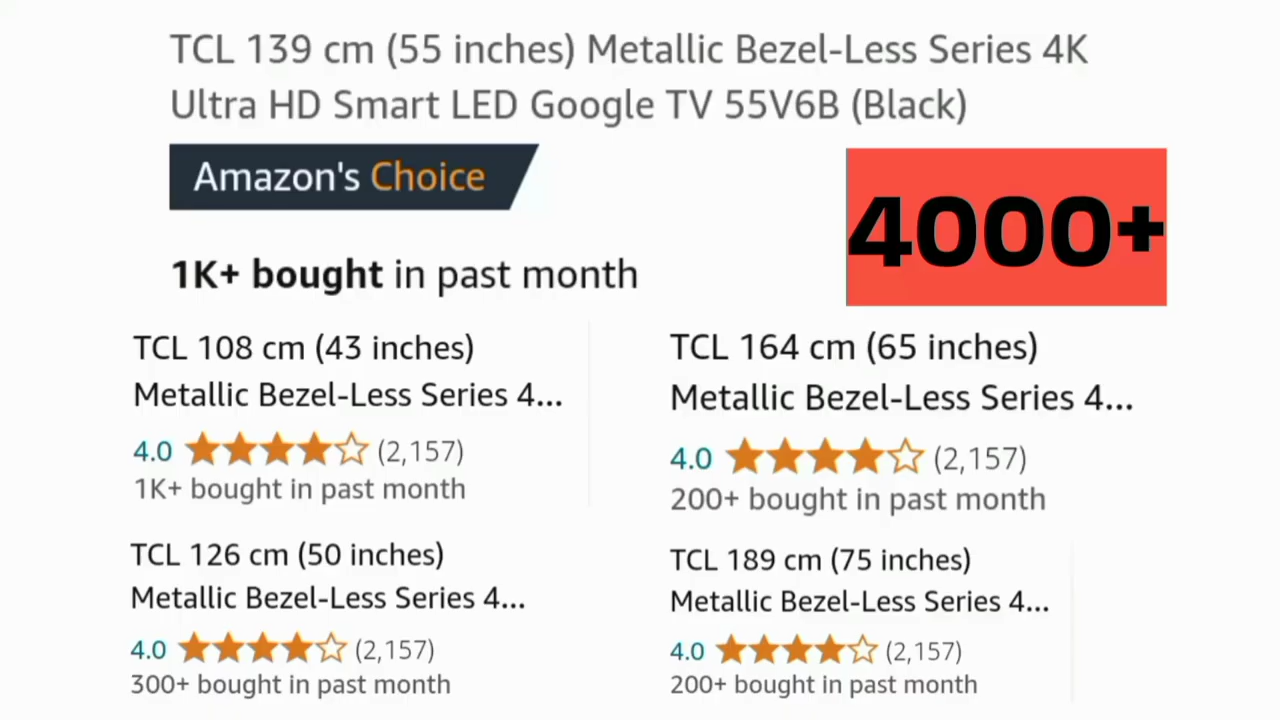 TCL 139 cm (55 inches) Metallic Bezel-Less Series 4K
Ultra HD Smart LED Google TV 55V6B (Black)
Amazon's Choice
4000+
1K+ bought in past month
TCL 108 cm (43 inches)
Metallic Bezel-Less Series 4...
4.0 (2,157)
1K+ bought in past month
TCL 164 cm (65 inches)
Metallic Bezel-Less Series 4...
4.0 (2,157)
200+ bought in past month
TCL 126 cm (50 inches)
Metallic Bezel-Less Series 4...
4.0 (2,157)
300+ bought in past month
TCL 189 cm (75 inches)
Metallic Bezel-Less Series 4...
4.0 (2,157)
200+ bought in past month